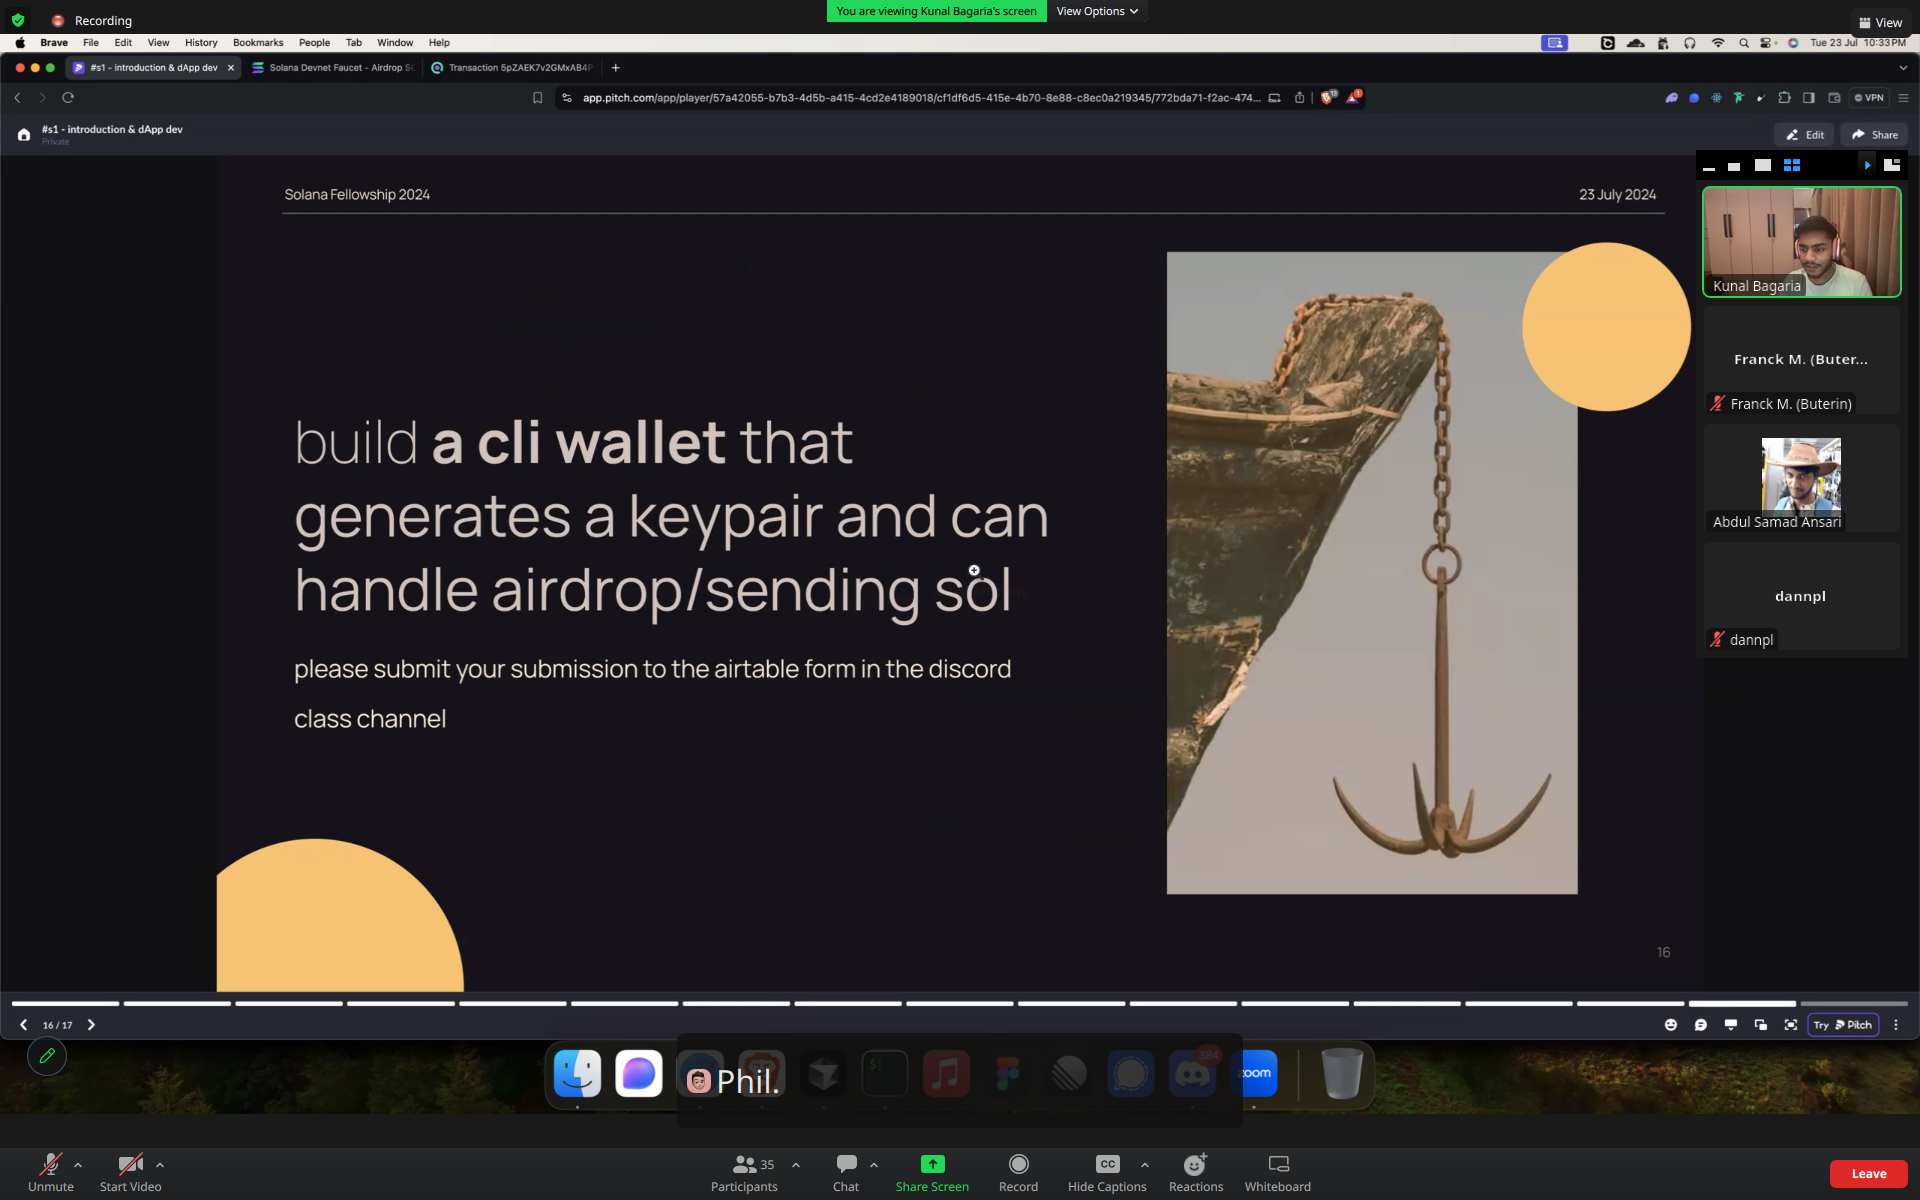 Recording
You are viewing Kunal Bagaria's screen
View Options
View
Brave File Edit View History Bookmarks People Tab Window Help
Tue 23 Jul 10:33 PM
#s1 - introduction & dApp dev
Solana Devnet Faucet - Airdrop S
Transaction 5pZAEK7v2GMxAB4P
app.pitch.com/app/player/57a42055-b7b3-4d5b-a415-4cd2e4189018/cf1df6d5-415e-4b70-8e88-c8ec0a219345/772bda71-f2ac-474...
VPN
#s1 - introduction & dApp dev
Private
Edit
Share
Solana Fellowship 2024
23 July 2024
build a cli wallet that
generates a keypair and can
handle airdrop/sending sol
please submit your submission to the airtable form in the discord
class channel
16
Kunal Bagaria
Franck M. (Buter...
Franck M. (Buterin)
Abdul Samad Ansari
dannpl
dannpl
16 / 17
Try Pitch
384
zoom
Phil.
Unmute
Start Video
35
Participants
Chat
Share Screen
Record
CC
Hide Captions
Reactions
Whiteboard
Leave